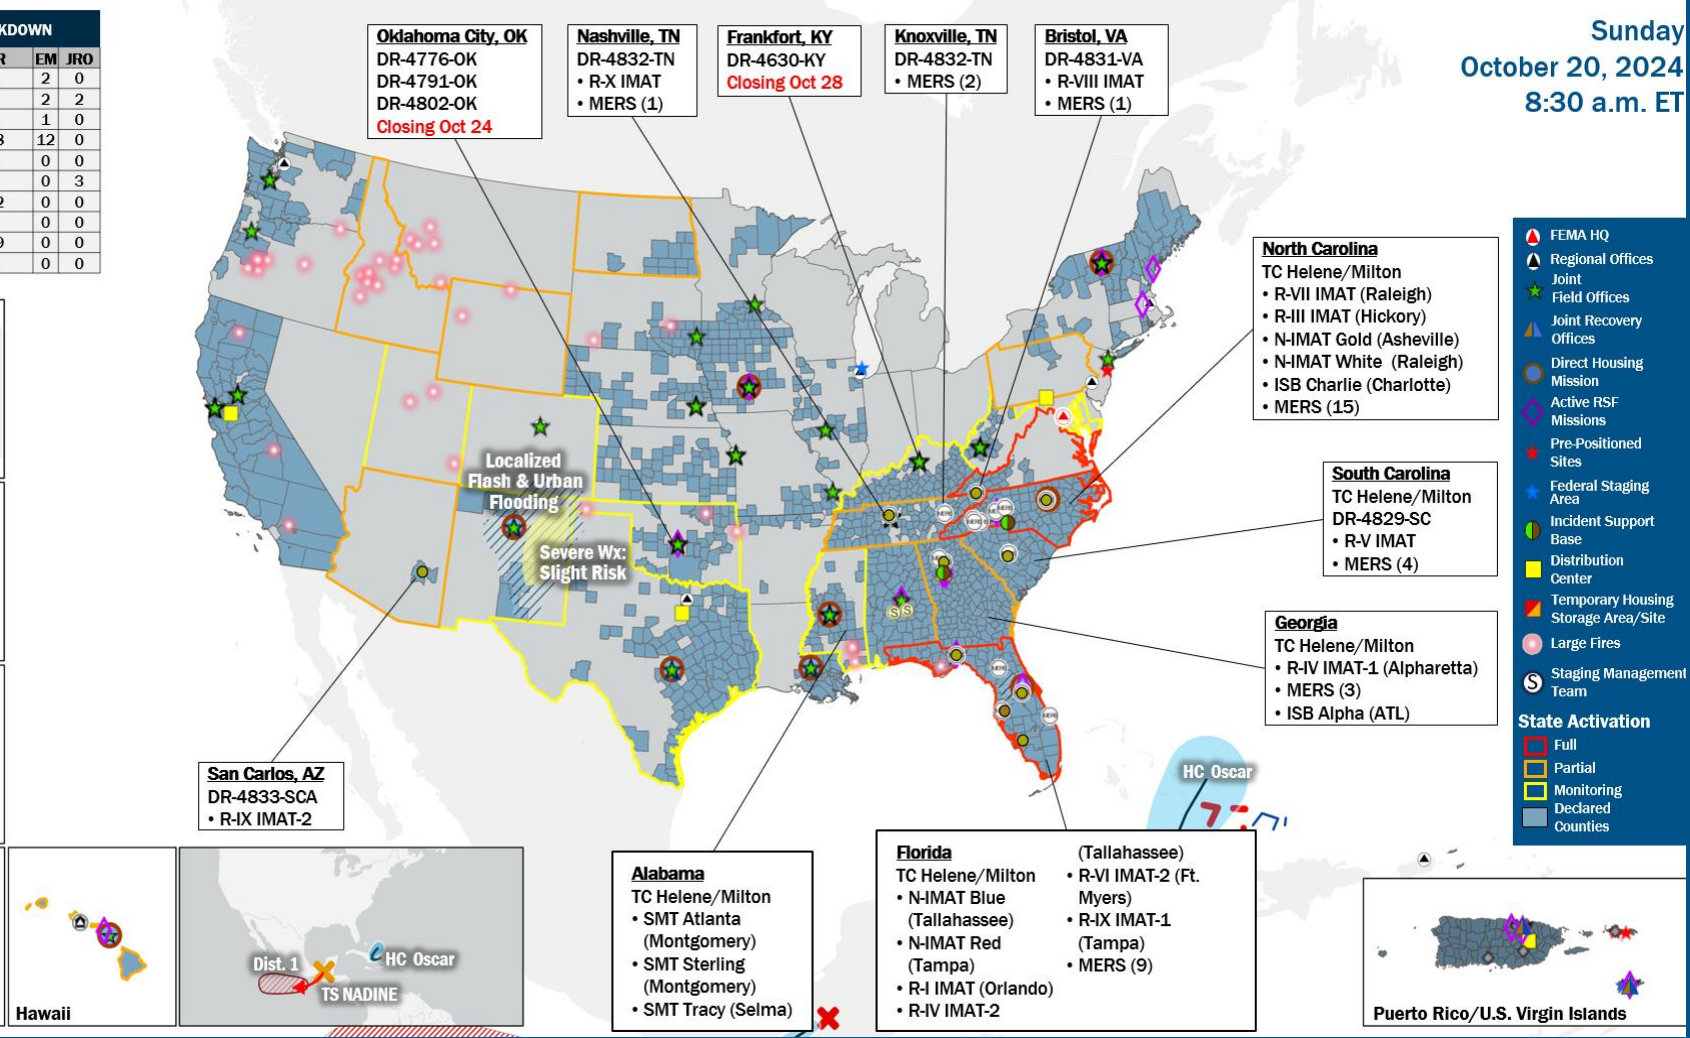 KDOWN
R EM JRO
2 0
2 2
1 0
3 12 0
0 0
0 3
2 0 0
0 0
9 0 0
0 0
Oklahoma City, OK
DR-4776-OK
DR-4791-OK
DR-4802-OK
Closing Oct 24
Nashville, TN
DR-4832-TN
• R-X IMAT
• MERS (1)
Frankfort, KY
DR-4630-KY
Closing Oct 28
Knoxville, TN
DR-4832-TN
• MERS (2)
Bristol, VA
DR-4831-VA
• R-VIII IMAT
• MERS (1)
Sunday
October 20, 2024
8:30 a.m. ET
North Carolina
TC Helene/Milton
• R-VII IMAT (Raleigh)
• R-III IMAT (Hickory)
• N-IMAT Gold (Asheville)
• N-IMAT White (Raleigh)
• ISB Charlie (Charlotte)
• MERS (15)
South Carolina
TC Helene/Milton
DR-4829-SC
• R-V IMAT
• MERS (4)
Georgia
TC Helene/Milton
• R-IV IMAT-1 (Alpharetta)
• MERS (3)
• ISB Alpha (ATL)
FEMA HQ
Regional Offices
Joint
Field Offices
Joint Recovery
Offices
Direct Housing
Mission
Active RSF
Missions
Pre-Positioned
Sites
Federal Staging
Area
Incident Support
Base
Distribution
Center
Temporary Housing
Storage Area/Site
Large Fires
S
Staging Management
Team
State Activation
Full
Partial
Monitoring
Declared
Counties
Localized
Flash & Urban
Flooding
Severe Wx:
Slight Risk
MERS
MERS
MERS
S S
MERS
MERS
San Carlos, AZ
DR-4833-SCA
• R-IX IMAT-2
HC Oscar
Alabama
TC Helene/Milton
• SMT Atlanta
(Montgomery)
• SMT Sterling
(Montgomery)
• SMT Tracy (Selma)
Florida
TC Helene/Milton
• N-IMAT Blue
(Tallahassee)
• N-IMAT Red
(Tampa)
• R-I IMAT (Orlando)
• R-IV IMAT-2
(Tallahassee)
• R-VI IMAT-2 (Ft.
Myers)
• R-IX IMAT-1
(Tampa)
• MERS (9)
Hawaii
Dist. 1
HC Oscar
TS NADINE
Puerto Rico/U.S. Virgin Islands